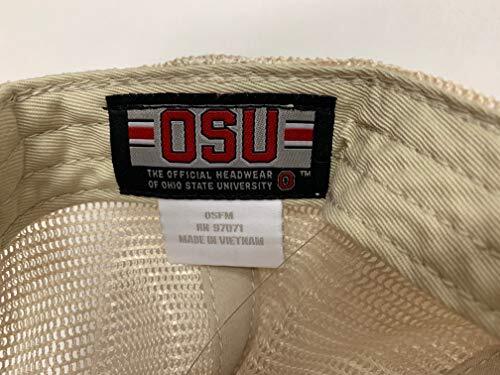 OSU
THE OFFICIAL HEADWEAR
OF OHIO STATE UNIVERSITY O ™
OSFM
RN 97071
MADE IN VIETNAM